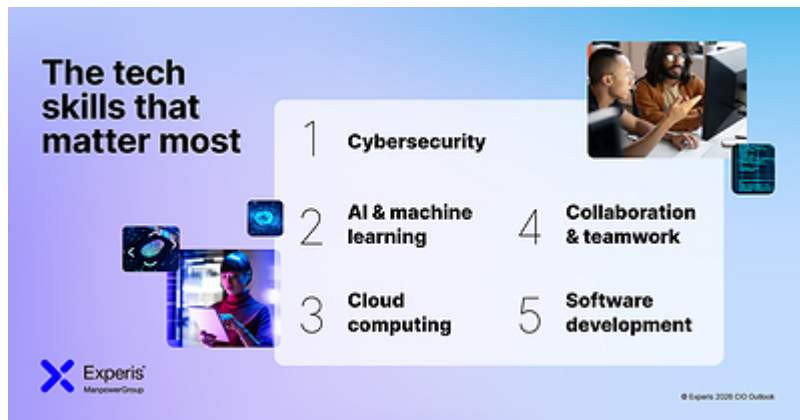 The tech
skills that
matter most
1 Cybersecurity
2 AI & machine
learning
3 Cloud
computing
4 Collaboration
& teamwork
5 Software
development
Experis
ManpowerGroup
© Experis 2026 CIO Outlook